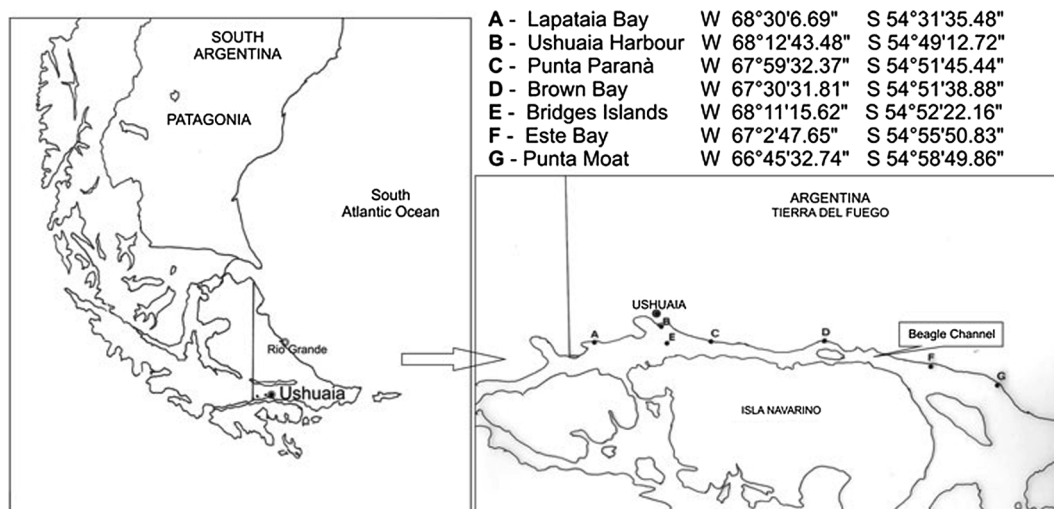 A - Lapataia Bay W 68°30'6.69" S 54°31'35.48"
B - Ushuaia Harbour W 68°12'43.48" S 54°49'12.72"
C - Punta Paranà W 67°59'32.37" S 54°51'45.44"
D - Brown Bay W 67°30'31.81" S 54°51'38.88"
E - Bridges Islands W 68°11'15.62" S 54°52'22.16"
F - Este Bay W 67°2'47.65" S 54°55'50.83"
G - Punta Moat W 66°45'32.74" S 54°58'49.86"
SOUTH
ARGENTINA
PATAGONIA
South
Atlantic Ocean
Rio Grande
Ushuaia
ARGENTINA
TIERRA DEL FUEGO
USHUAIA
B
A
E
C
D
Beagle Channel
F
G
ISLA NAVARINO